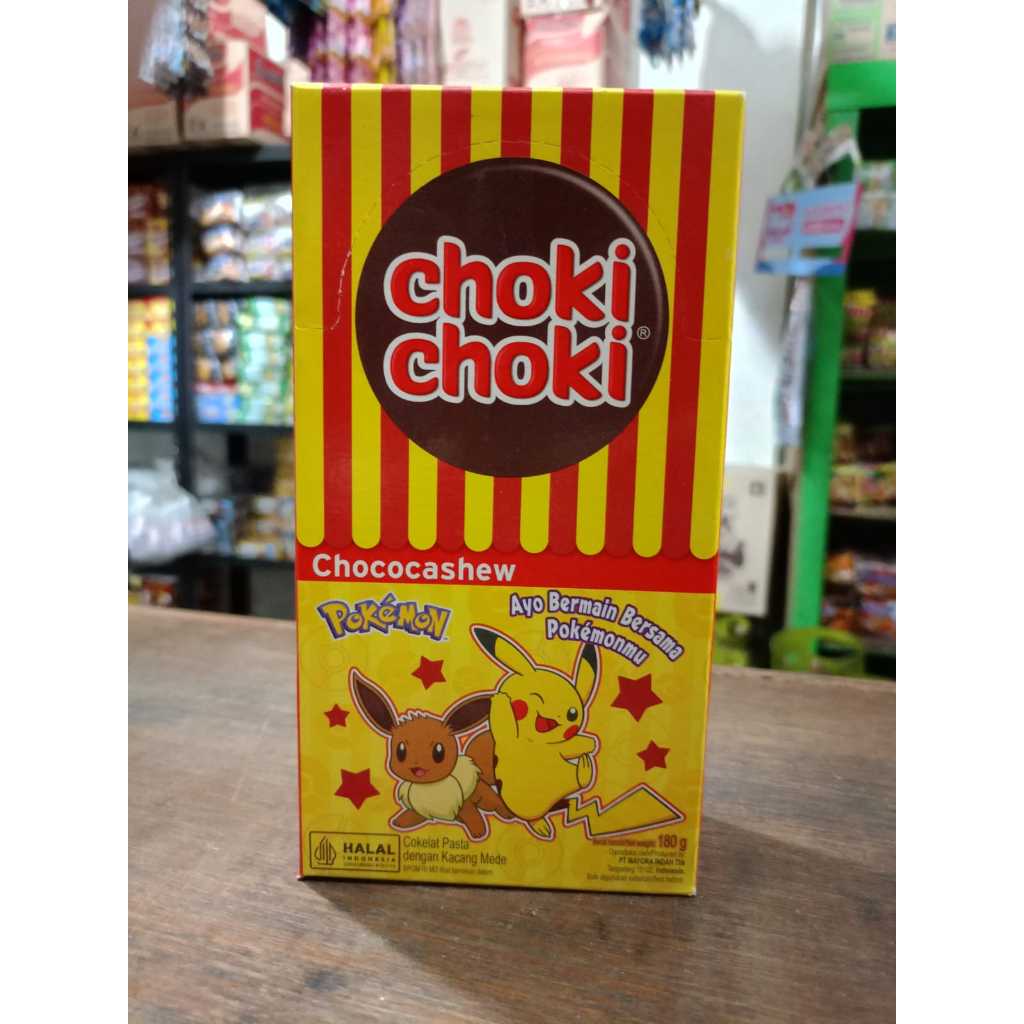 choki
choki ®
Chococashew
POKÉMON
Ayo Bermain Bersama
Pokémonmu
HALAL
INDONESIA
Cokelat Pasta
dengan Kacang Mede
180 g
PT MAYORA INDAH Tbk
Indonesia.